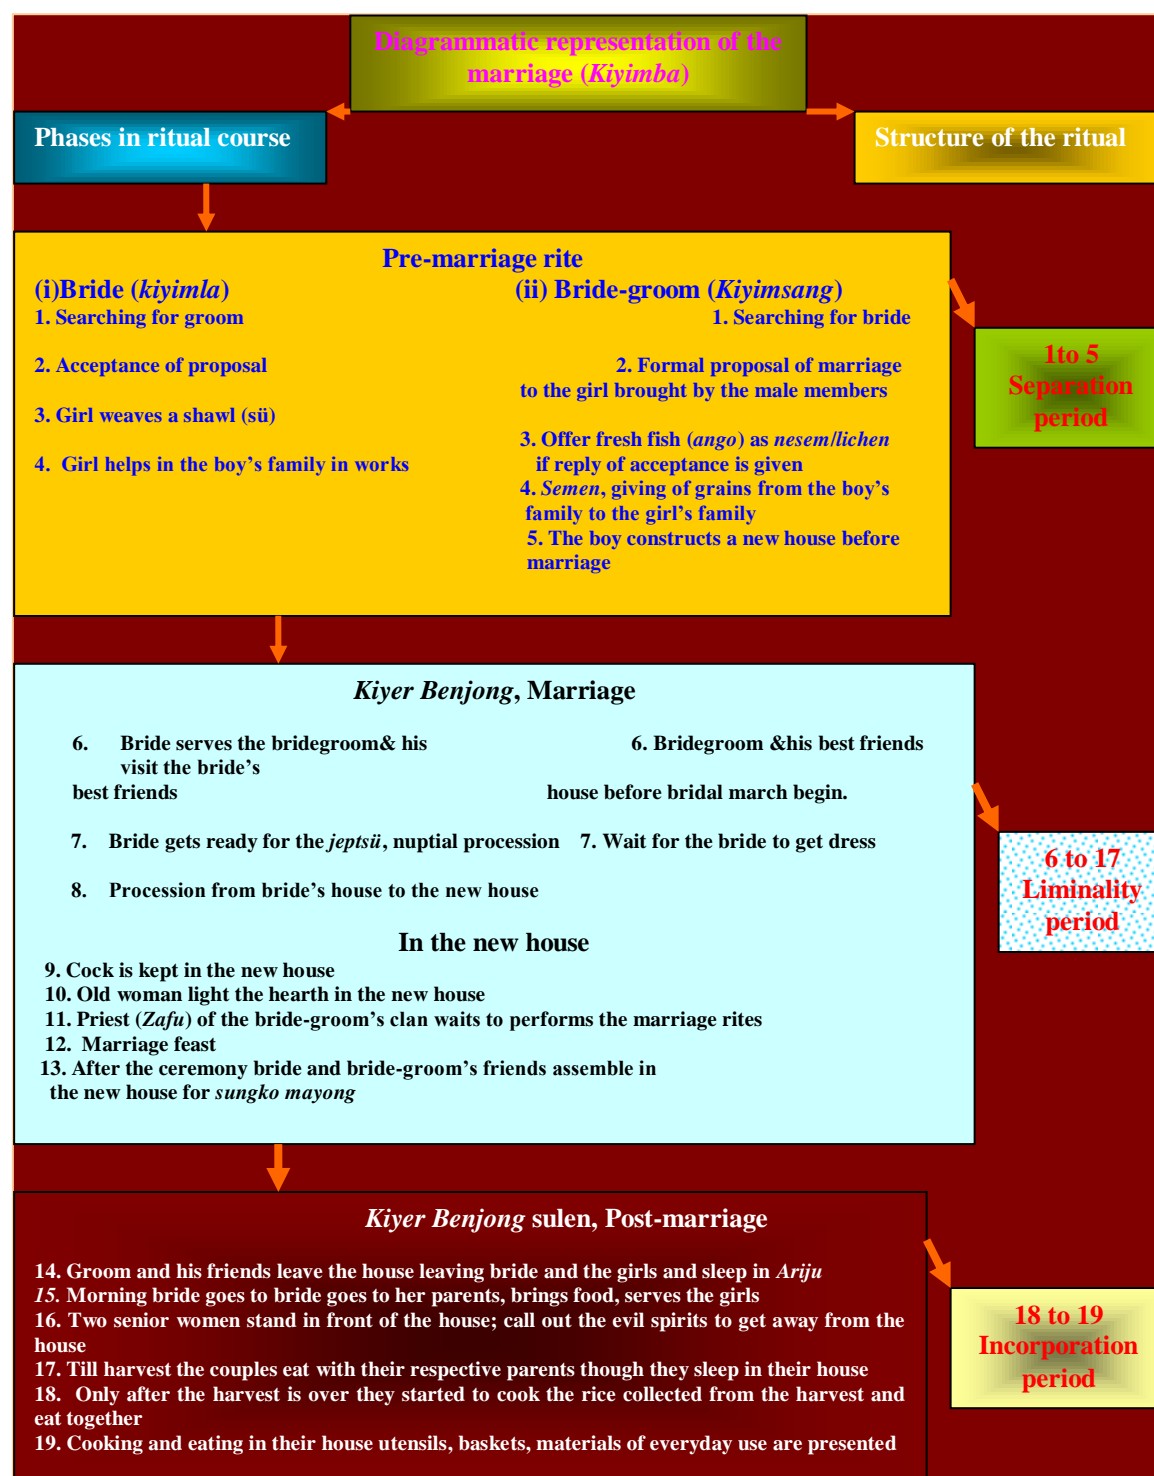 Diagrammatic representation of the
marriage (Kiyimba)
Phases in ritual course
Structure of the ritual
Pre-marriage rite
(i)Bride (kiyimla)
(ii) Bride-groom (Kiyimsang)
1. Searching for groom
1. Searching for bride
2. Acceptance of proposal
2. Formal proposal of marriage
to the girl brought by the male members
3. Girl weaves a shawl (sü)
3. Offer fresh fish (ango) as nesem/lichen
if reply of acceptance is given
4. Girl helps in the boy's family in works
4. Semen, giving of grains from the boy's
family to the girl's family
5. The boy constructs a new house before
marriage
1to 5
Separation
period
Kiyer Benjong, Marriage
6. Bride serves the bridegroom& his 6. Bridegroom &his best friends
visit the bride's
best friends house before bridal march begin.
7. Bride gets ready for the jeptsü, nuptial procession 7. Wait for the bride to get dress
8. Procession from bride's house to the new house
In the new house
9. Cock is kept in the new house
10. Old woman light the hearth in the new house
11. Priest (Zafu) of the bride-groom's clan waits to performs the marriage rites
12. Marriage feast
13. After the ceremony bride and bride-groom's friends assemble in
the new house for sungko mayong
6 to 17
Liminality
period
Kiyer Benjong sulen, Post-marriage
14. Groom and his friends leave the house leaving bride and the girls and sleep in Ariju
15. Morning bride goes to bride goes to her parents, brings food, serves the girls
16. Two senior women stand in front of the house; call out the evil spirits to get away from the
house
17. Till harvest the couples eat with their respective parents though they sleep in their house
18. Only after the harvest is over they started to cook the rice collected from the harvest and
eat together
19. Cooking and eating in their house utensils, baskets, materials of everyday use are presented
18 to 19
Incorporation
period